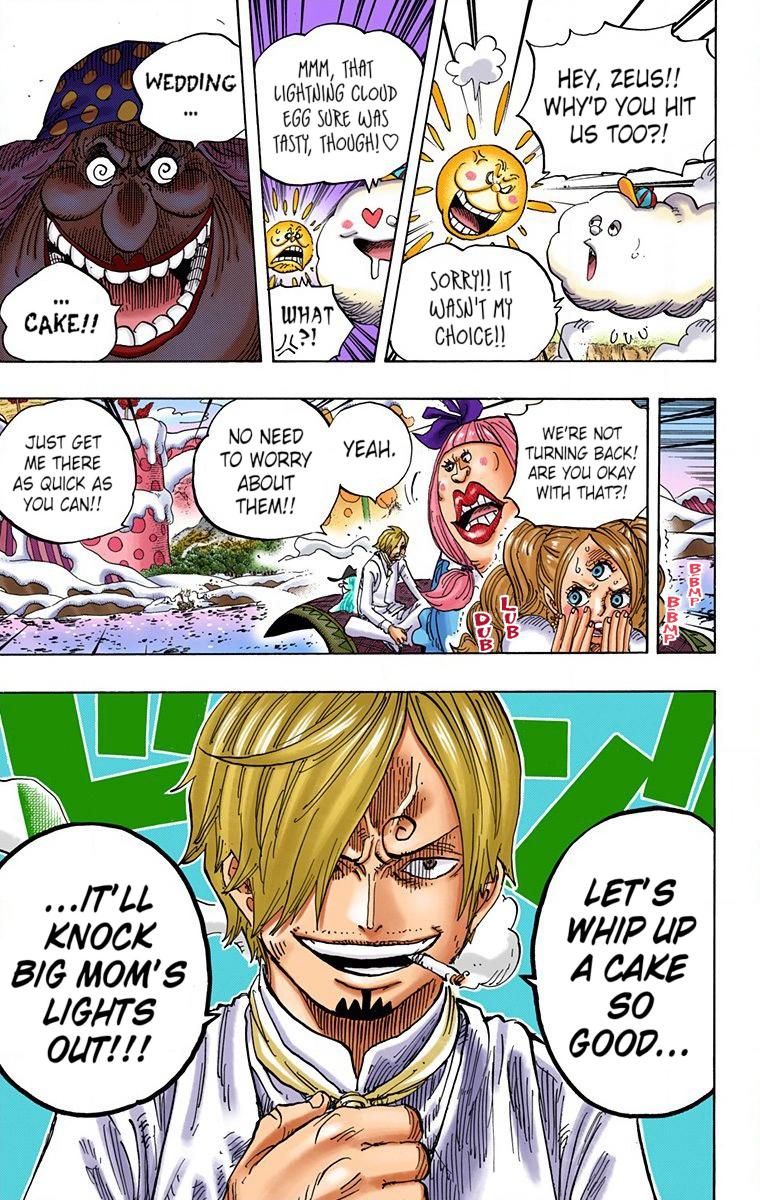 HEY, ZEUS!!
WHY'D YOU HIT
US TOO?!
SORRY!! IT
WASN'T MY
CHOICE!!
MMM, THAT
LIGHTNING CLOUD
EGG SURE WAS
TASTY, THOUGH!♡
WHAT
?!
WEDDING
...
...
CAKE!!
BBMP
BBMP
WE'RE NOT
TURNING BACK!
ARE YOU OKAY
WITH THAT?!
LUB
DUB
YEAH.
NO NEED
TO WORRY
ABOUT
THEM!!
JUST GET
ME THERE
AS QUICK AS
YOU CAN!!
LET'S
WHIP UP
A CAKE
SO
GOOD...
...IT'LL
KNOCK
BIG MOM'S
LIGHTS
OUT!!!
ドン